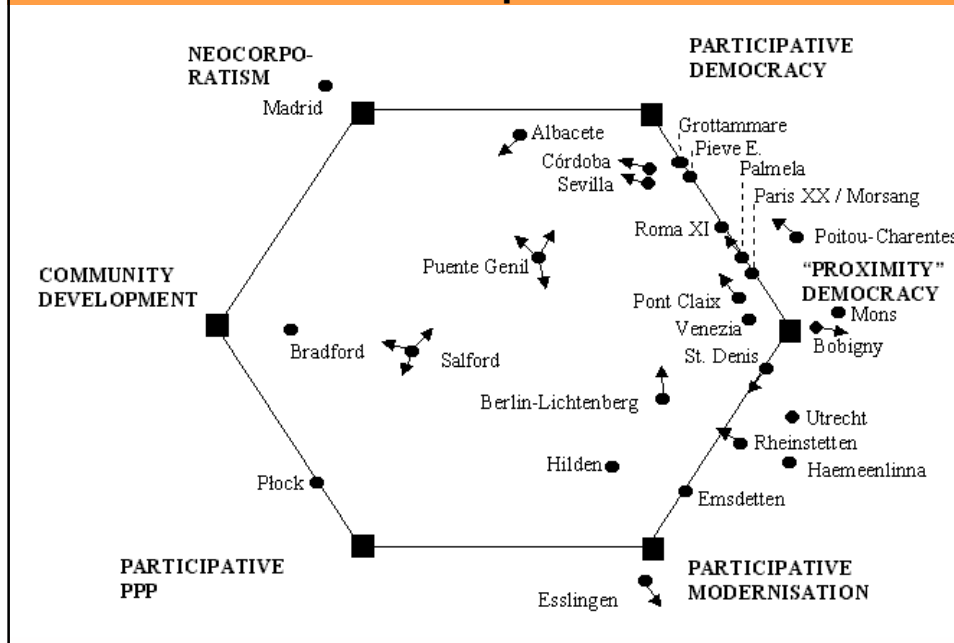 NEOCORPO-
RATISM
PARTICIPATIVE
DEMOCRACY
Madrid
Albacete
Grottammare
Pieve E.
Córdoba
Palmela
Sevilla
Paris XX / Morsang
Roma XI
Poitou-Charentes
Puente Genil
COMMUNITY
DEVELOPMENT
"PROXIMITY"
DEMOCRACY
Pont Claix
Mons
Venezia
Bobigny
Bradford
Salford
St. Denis
Berlin-Lichtenberg
Utrecht
Rheinstetten
Hilden
Haemeenlinna
Płock
Emsdetten
PARTICIPATIVE
PPP
PARTICIPATIVE
MODERNISATION
Esslingen